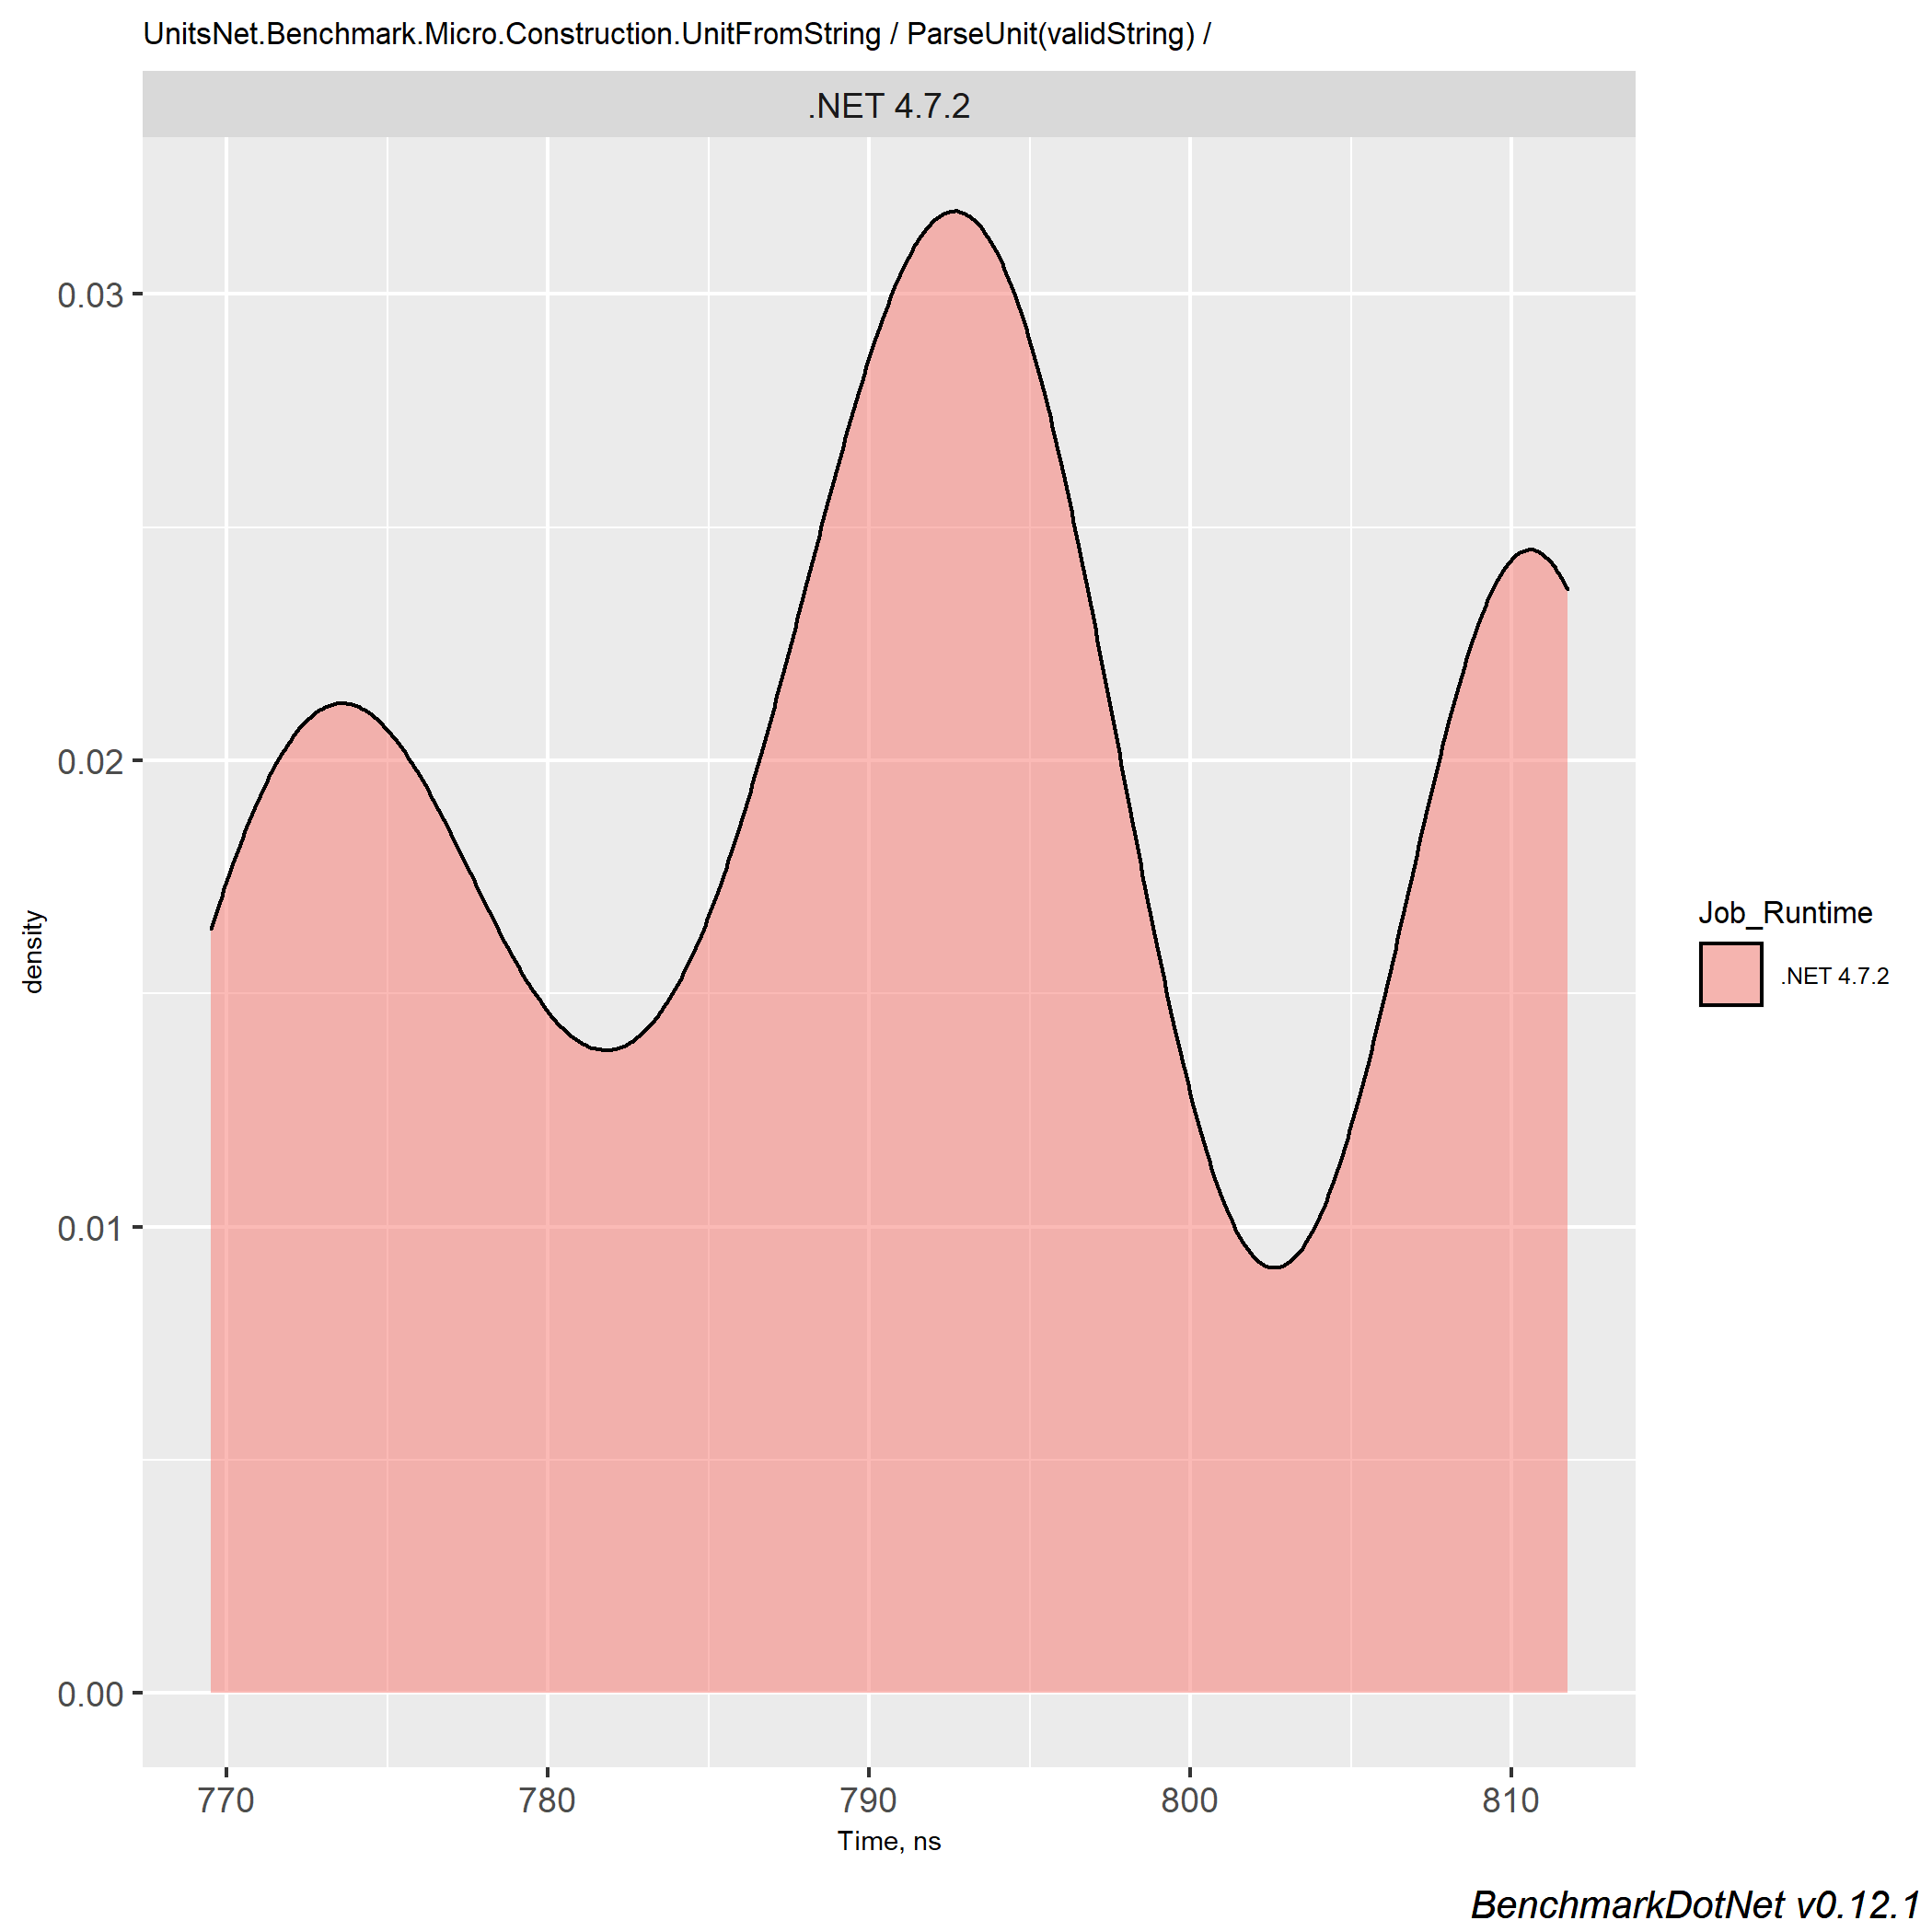 UnitsNet.Benchmark.Micro.Construction.UnitFromString / ParseUnit(validString) /
.NET 4.7.2
0.03
0.02
0.01
0.00
density
770 780 790 800 810
Time, ns
Job_Runtime
.NET 4.7.2
BenchmarkDotNet v0.12.1